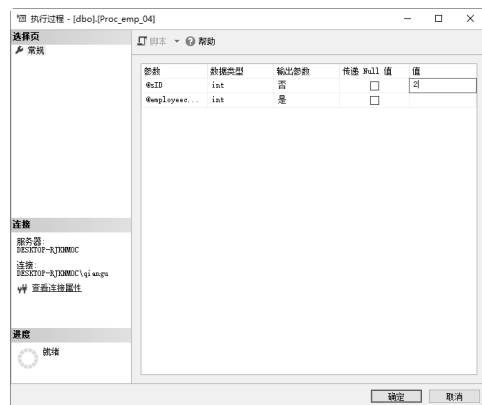 执行过程 - [dbo].[Proc_emp_04]
选择页
常规
脚本 帮助
参数 数据类型 输出参数 传递 Null 值 值
@sID int 否 2
@employeec... int 是
连接
服务器:
DESKTOP-RJKNMOC
连接:
DESKTOP-RJKNMOC\qiangu
查看连接属性
进度
就绪
确定 取消